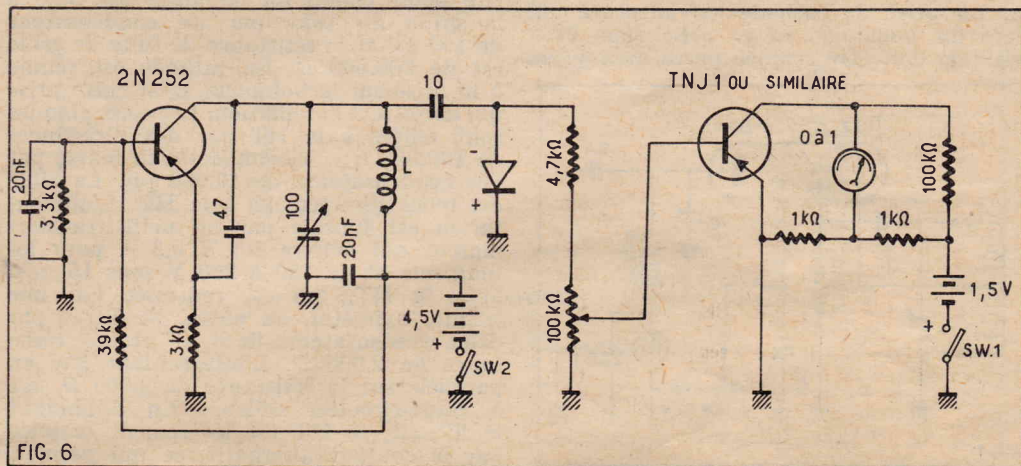 2N252
10
TNJ1 OU SIMILAIRE
0 à 1
20nF
3,3kΩ
47
100
L
20nF
4,7kΩ
100kΩ
1kΩ
1kΩ
39kΩ
3kΩ
4,5V
+
SW2
+
100kΩ
1,5V
+
SW.1
FIG. 6